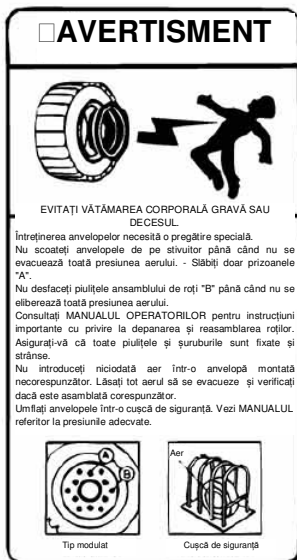 AVERTISMENT
EVITAȚI VĂTĂMAREA CORPORALĂ GRAVĂ SAU
DECESUL.
Întreținerea anvelopelor necesită o pregătire specială.
Nu scoateți anvelopele de pe stivuitor până când nu se
evacuează toată presiunea aerului. - Slăbiți doar prizoanele
"A".
Nu desfaceți piulițele ansamblului de roți "B" până când nu se
eliberează toată presiunea aerului.
Consultați MANUALUL OPERATORILOR pentru instrucțiuni
importante cu privire la depanarea și reasamblarea roților.
Asigurați-vă că toate piulițele și șuruburile sunt fixate și
strânse.
Nu introduceți niciodată aer într-o anvelopă montată
necorespunzător. Lăsați tot aerul să se evacueze și verificați
dacă este asamblată corespunzător.
Umflați anvelopele într-o cușcă de siguranță. Vezi MANUALUL
referitor la presiunile adecvate.
A
B
Aer
Tip modulat
Cușcă de siguranță